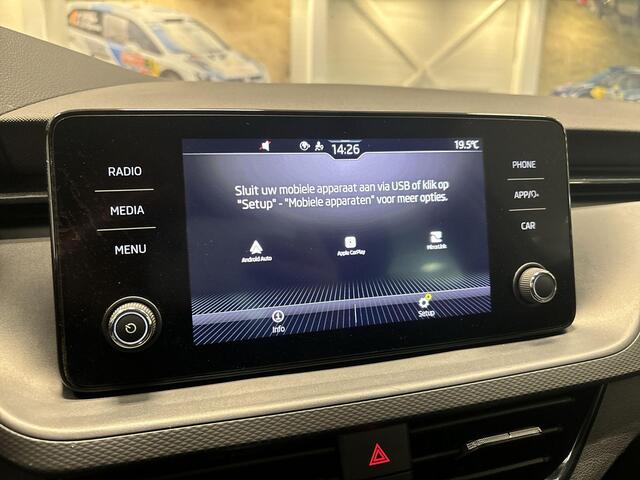 14:26
19.5°C
RADIO
MEDIA
MENU
Sluit uw mobiele apparaat aan via USB of klik op
"Setup" - "Mobiele apparaten" voor meer opties.
Android Auto
Apple CarPlay
MirrorLink
Info
Setup
PHONE
APP/
CAR